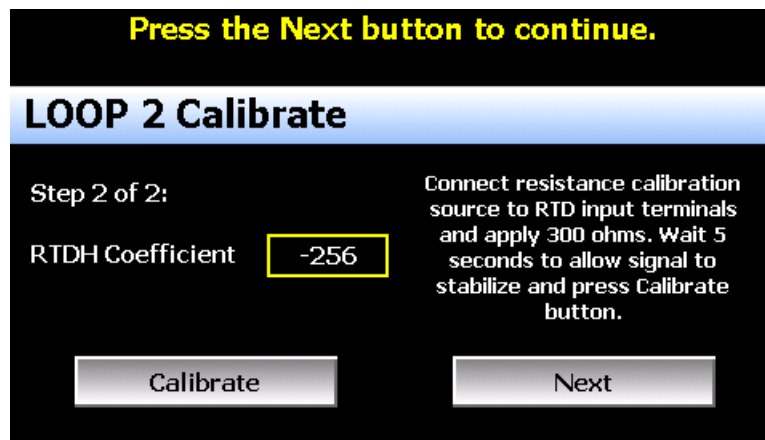 Press the Next button to continue.
LOOP 2 Calibrate
Step 2 of 2:
RTDH Coefficient -256
Connect resistance calibration
source to RTD input terminals
and apply 300 ohms. Wait 5
seconds to allow signal to
stabilize and press Calibrate
button.
Calibrate
Next